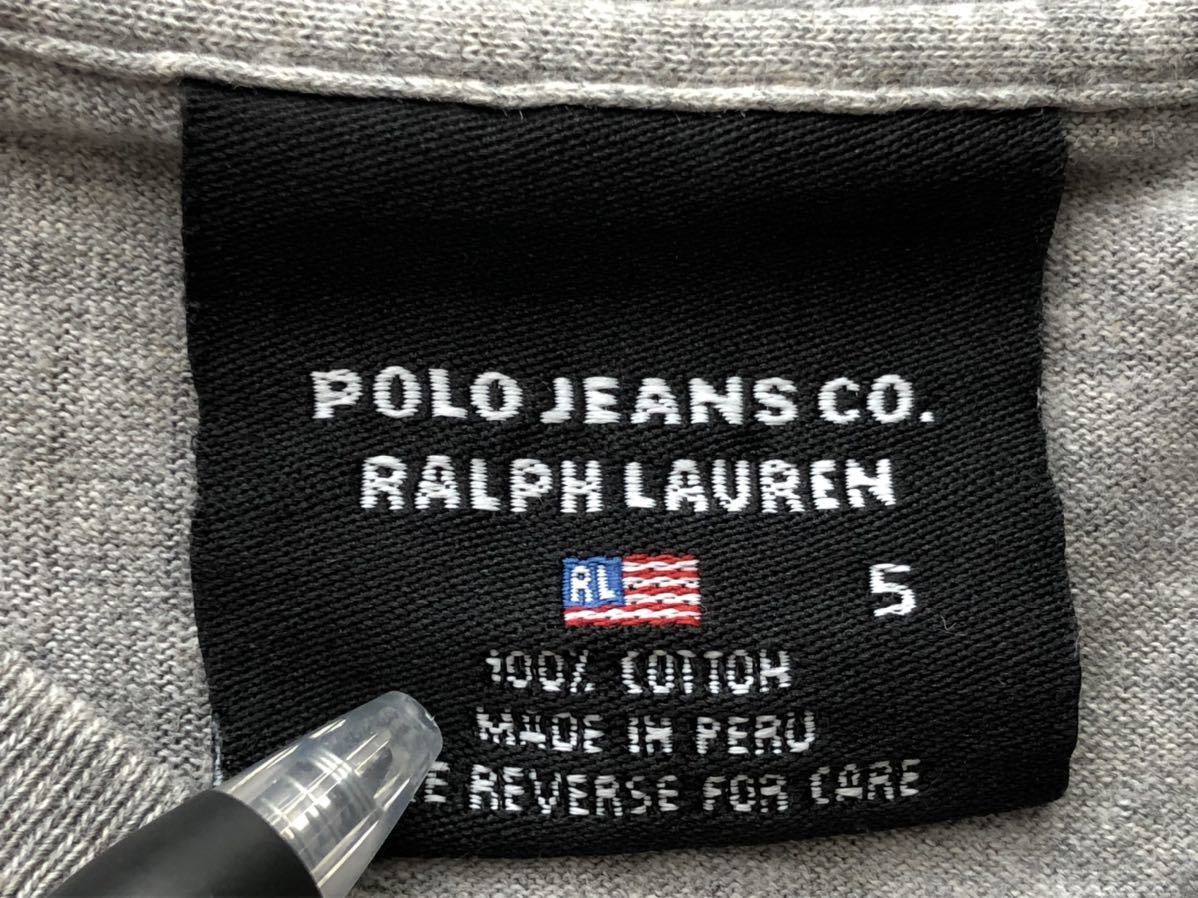 POLO JEANS CO.
RALPH LAUREN
RL
S
100% COTTON
MADE IN PERU
REVERSE FOR CARE